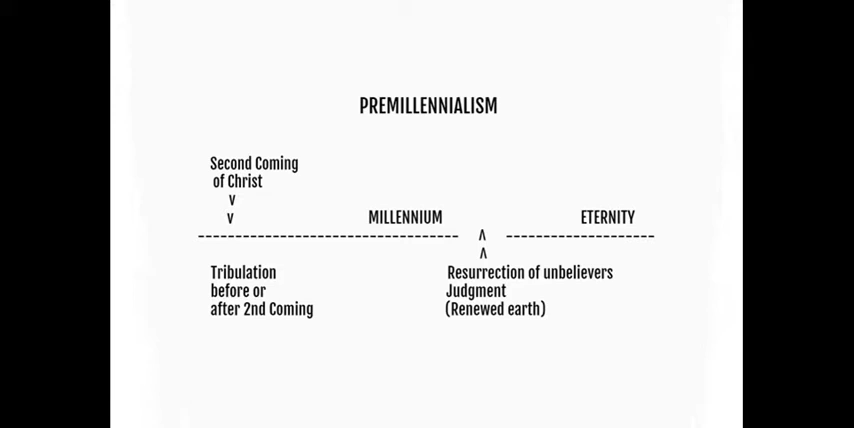 PREMILLENNIALISM
Second Coming
of Christ
v
v
MILLENNIUM ETERNITY
----------------------------------- ^ --------------------
^
Tribulation
before or
after 2nd Coming
Resurrection of unbelievers
Judgment
(Renewed earth)